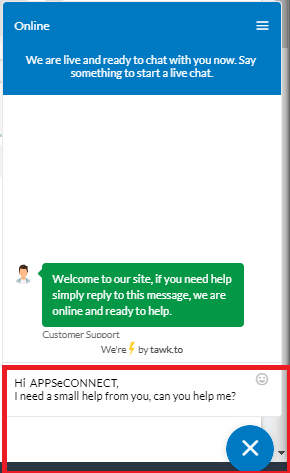 Online
We are live and ready to chat with you now. Say
something to start a live chat.
Welcome to our site, if you need help
simply reply to this message, we are
online and ready to help.
Customer Support
We're by tawk.to
Hi APPSeCONNECT,
I need a small help from you, can you help me?